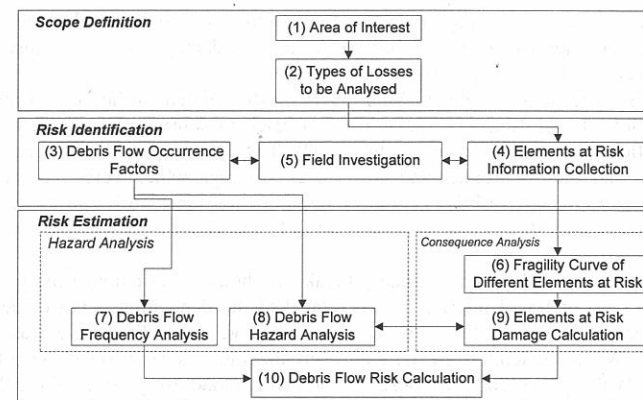 Scope Definition
(1) Area of Interest
(2) Types of Losses
to be Analysed
Risk Identification
(3) Debris Flow Occurrence
Factors
(5) Field Investigation
(4) Elements at Risk
Information Collection
Risk Estimation
Hazard Analysis
Consequence Analysis
(6) Fragility Curve of
Different Elements at Risk
(7) Debris Flow
Frequency Analysis
(8) Debris Flow
Hazard Analysis
(9) Elements at Risk
Damage Calculation
(10) Debris Flow Risk Calculation